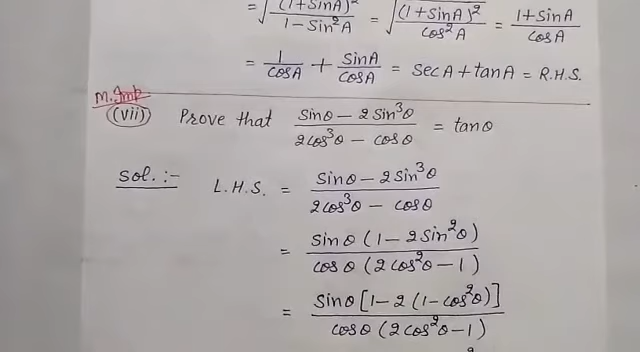 = √(1+SinA)²/1−Sin²A = √(1+SinA)²/cos²A = 1+SinA/cosA
= 1/cosA + SinA/cosA = secA + tanA = R.H.S.
M.Imp
(vii) Prove that sinθ − 2Sin³θ/2cos³θ − cosθ = tanθ
Sol. :- L.H.S. = sinθ − 2sin³θ/2cos³θ − cosθ
= sinθ (1 − 2sin²θ)/cosθ (2cos²θ − 1)
= sinθ [1 − 2 (1 − cos²θ)]/cosθ (2cos²θ − 1)